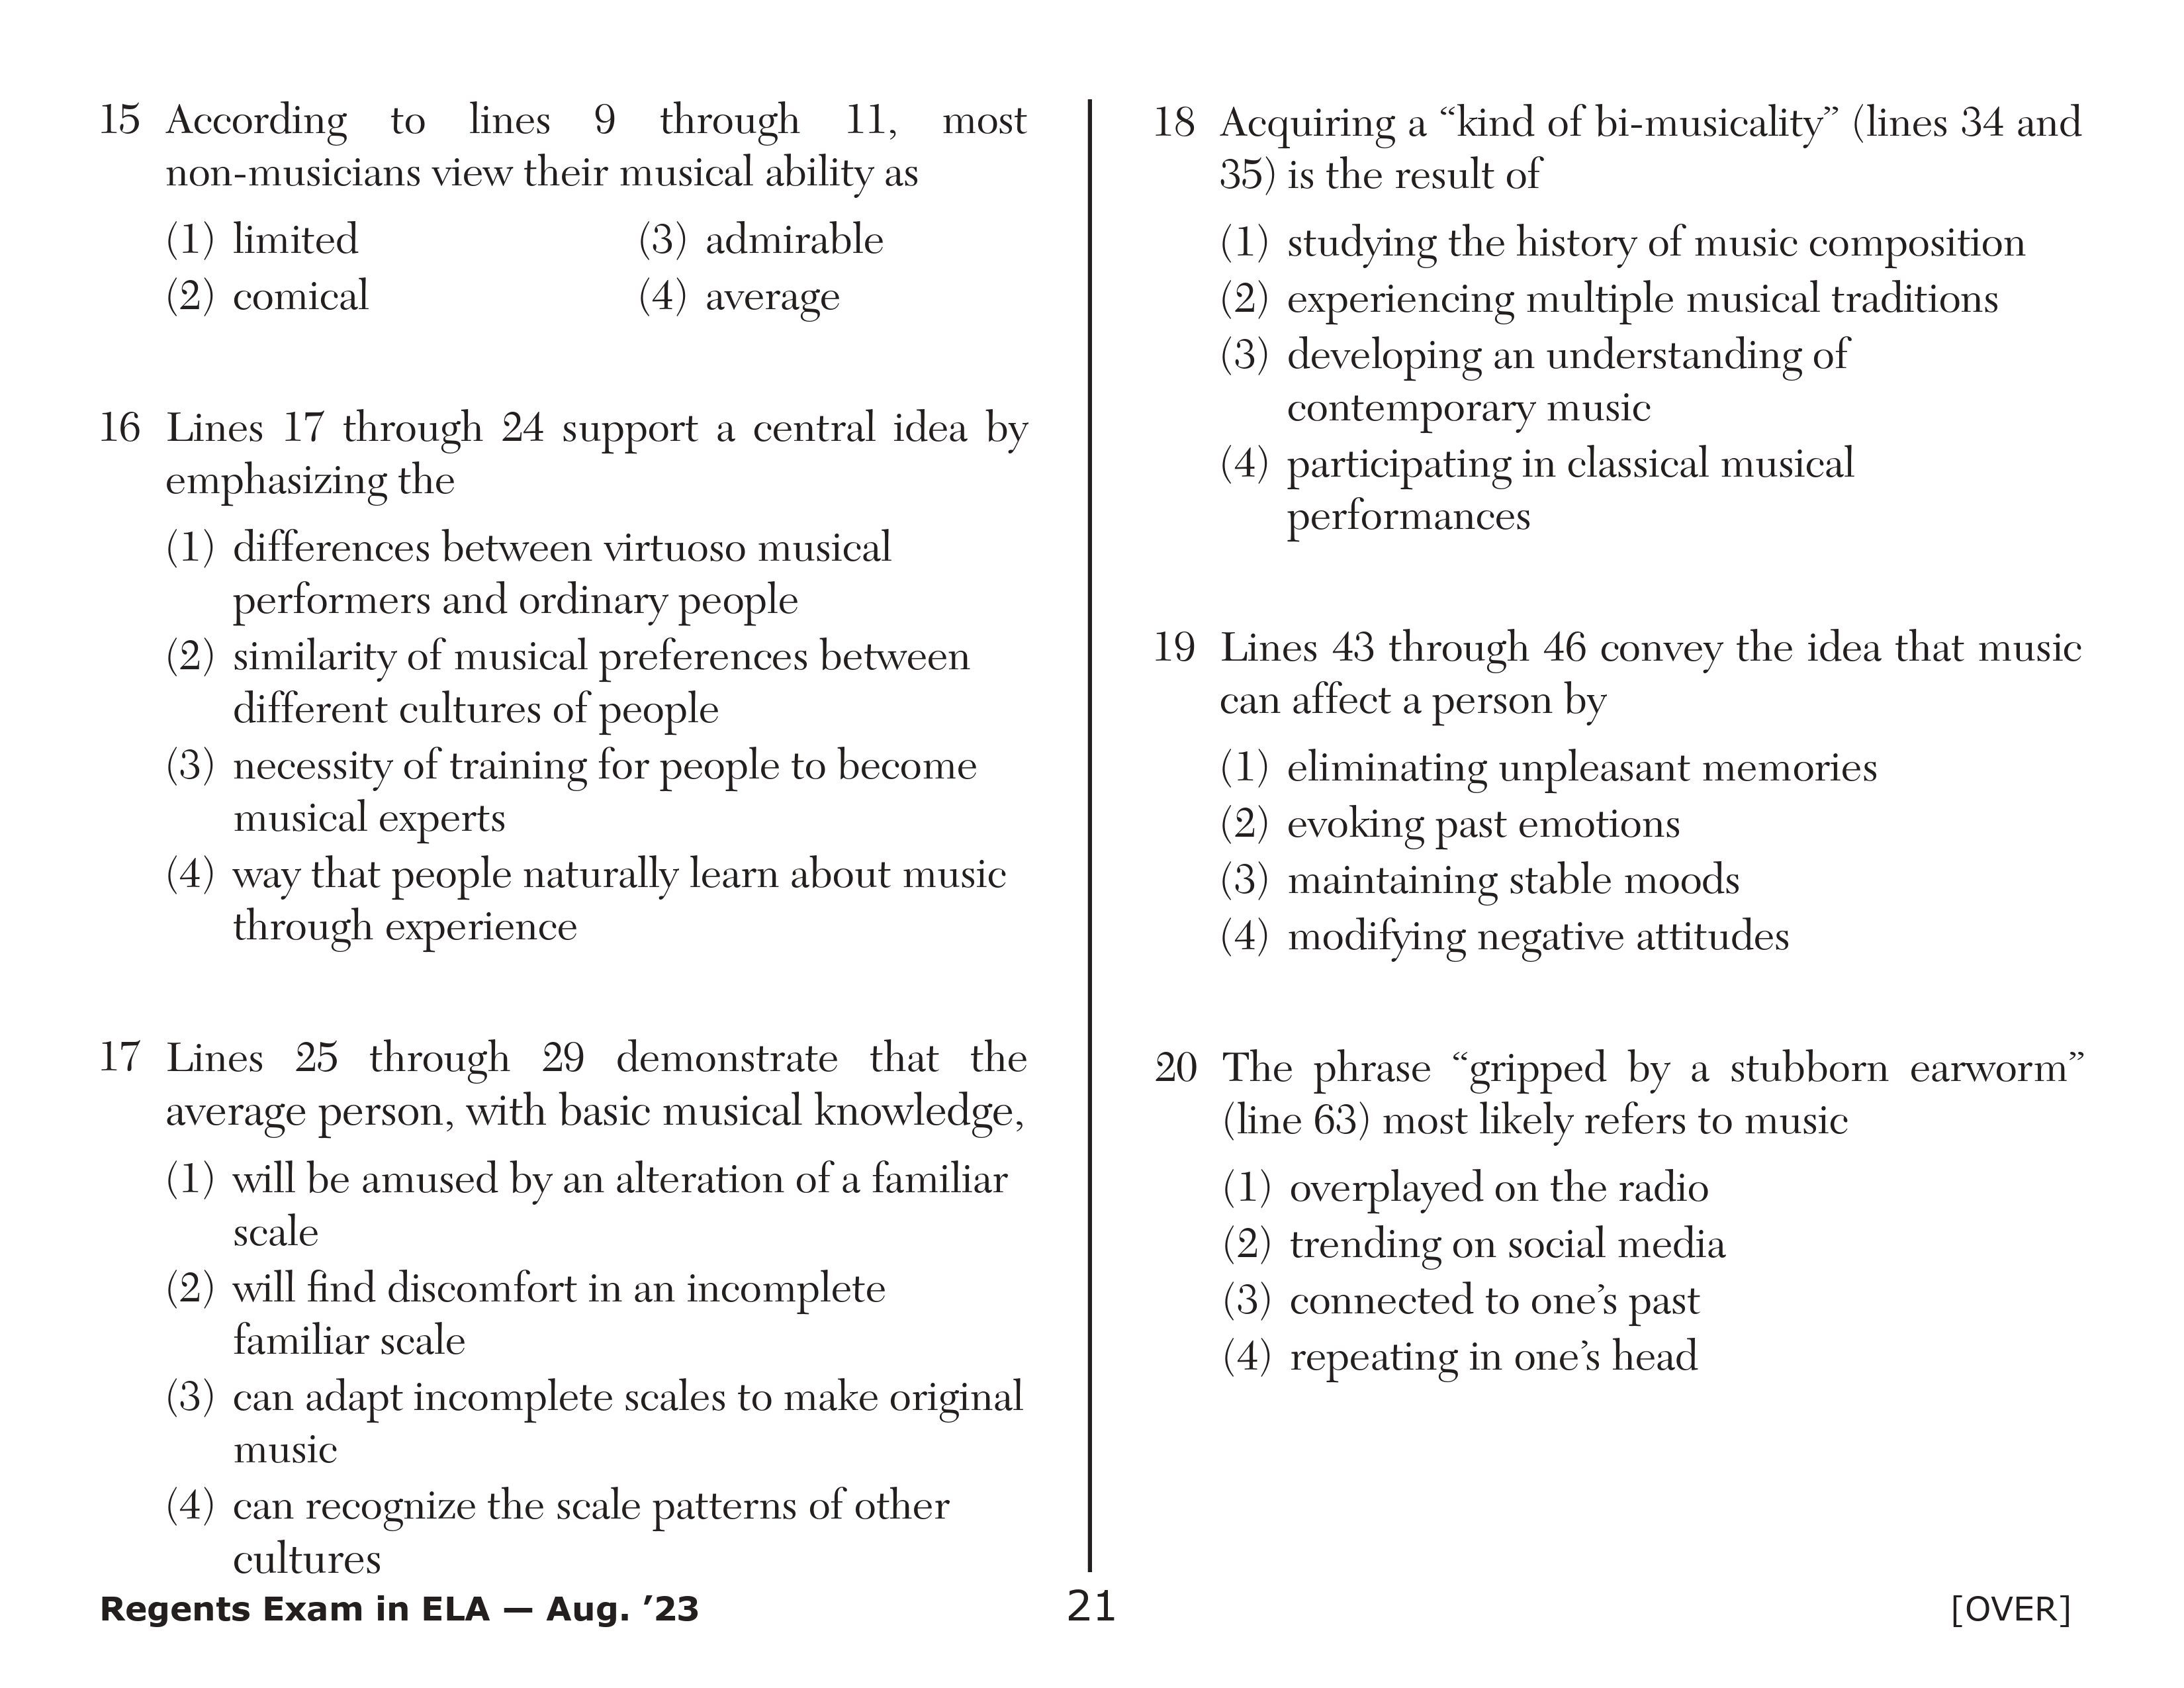 15 According to lines 9 through 11, most
non-musicians view their musical ability as
(1) limited (3) admirable
(2) comical (4) average
16 Lines 17 through 24 support a central idea by
emphasizing the
(1) differences between virtuoso musical
performers and ordinary people
(2) similarity of musical preferences between
different cultures of people
(3) necessity of training for people to become
musical experts
(4) way that people naturally learn about music
through experience
17 Lines 25 through 29 demonstrate that the
average person, with basic musical knowledge,
(1) will be amused by an alteration of a familiar
scale
(2) will find discomfort in an incomplete
familiar scale
(3) can adapt incomplete scales to make original
music
(4) can recognize the scale patterns of other
cultures
18 Acquiring a “kind of bi-musicality” (lines 34 and
35) is the result of
(1) studying the history of music composition
(2) experiencing multiple musical traditions
(3) developing an understanding of
contemporary music
(4) participating in classical musical
performances
19 Lines 43 through 46 convey the idea that music
can affect a person by
(1) eliminating unpleasant memories
(2) evoking past emotions
(3) maintaining stable moods
(4) modifying negative attitudes
20 The phrase “gripped by a stubborn earworm”
(line 63) most likely refers to music
(1) overplayed on the radio
(2) trending on social media
(3) connected to one’s past
(4) repeating in one’s head
Regents Exam in ELA — Aug. ’23 21 [OVER]